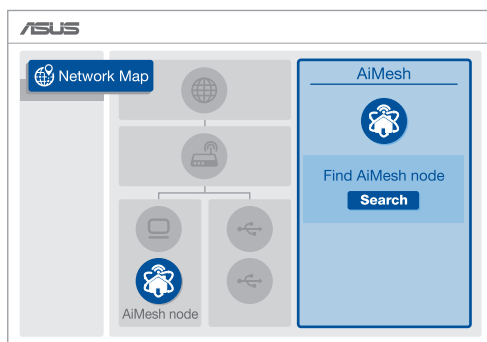 ASUS
Network Map
AiMesh
Find AiMesh node
Search
AiMesh node